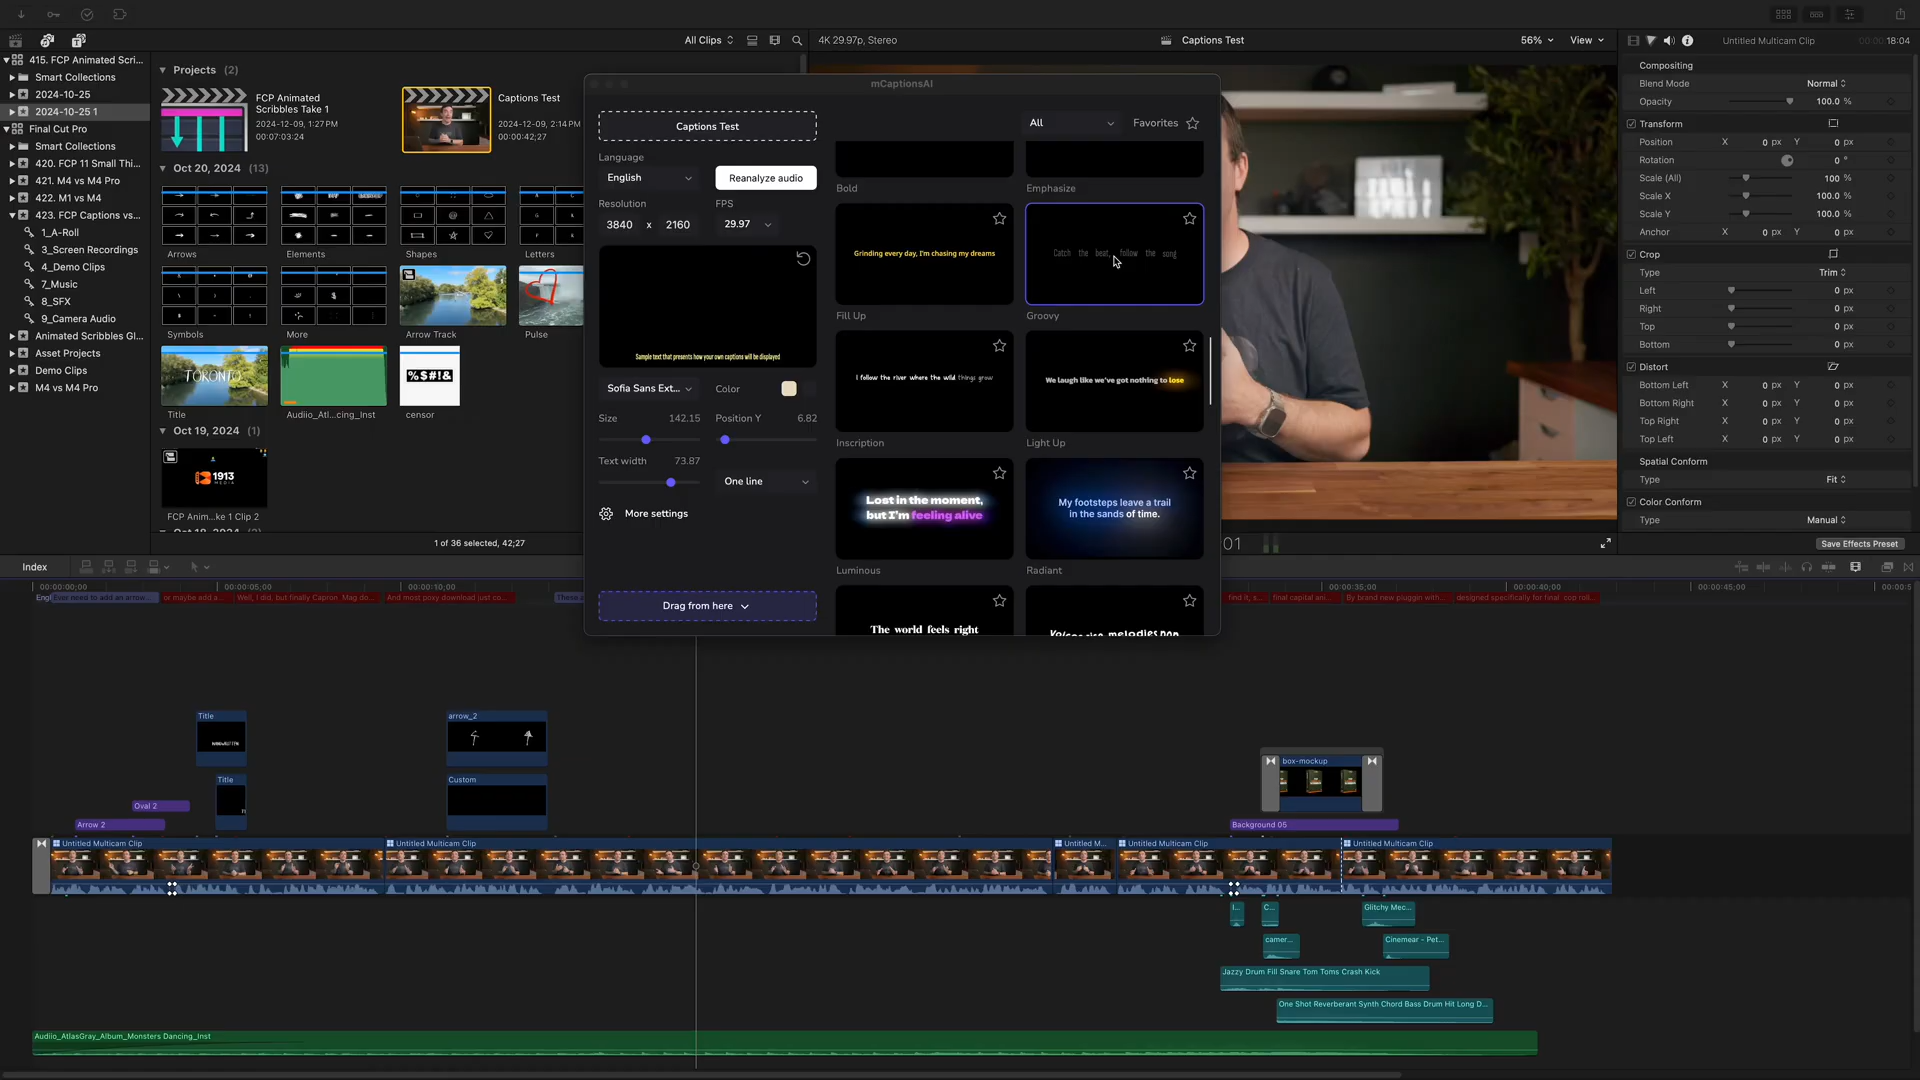 All Clips
4K 29.97p, Stereo
Captions Test
56%
View
Untitled Multicam Clip
18:04
415. FCP Animated Scri...
Smart Collections
2024-10-25
2024-10-25 1
Final Cut Pro
Smart Collections
420. FCP 11 Small Thi...
421. M4 vs M4 Pro
422. M1 vs M4
423. FCP Captions vs...
1_A-Roll
3_Screen Recordings
4_Demo Clips
7_Music
8_SFX
9_Camera Audio
Animated Scribbles Gl...
Asset Projects
Demo Clips
M4 vs M4 Pro
Projects (2)
FCP Animated
Scribbles Take 1
2024-12-09, 1:27PM
00:07:03:24
Captions Test
2024-12-09, 2:14PM
00:00:42;27
Oct 20, 2024 (13)
Arrows
Elements
Shapes
Letters
Symbols
More
Arrow Track
Pulse
TORONTO
%$#!&
Title
Audiio_Atl...cing_Inst
censor
Oct 19, 2024 (1)
1913
MEDIA
FCP Anim...ke 1 Clip 2
1 of 36 selected, 42;27
mCaptionsAI
Captions Test
Language
English
Reanalyze audio
Resolution
FPS
3840 x 2160
29.97
Sample text that presents how your own captions will be displayed
Sofia Sans Ext...
Color
Size 142.15
Position Y 6.82
Text width 73.87
One line
More settings
Drag from here
All
Favorites
Bold
Emphasize
Grinding every day, I'm chasing my dreams
Catch the beat, follow the song
Fill Up
Groovy
I follow the river where the wild things grow
We laugh like we've got nothing to lose
Inscription
Light Up
Lost in the moment,
but I'm feeling alive
My footsteps leave a trail
in the sands of time.
Luminous
Radiant
The world feels right
Compositing
Blend Mode Normal
Opacity 100.0 %
Transform
Position X 0 px Y 0 px
Rotation 0 °
Scale (All) 100 %
Scale X 100.0 %
Scale Y 100.0 %
Anchor X 0 px Y 0 px
Crop
Type Trim
Left 0 px
Right 0 px
Top 0 px
Bottom 0 px
Distort
Bottom Left X 0 px Y 0 px
Bottom Right X 0 px Y 0 px
Top Right X 0 px Y 0 px
Top Left X 0 px Y 0 px
Spatial Conform
Type Fit
Color Conform
Type Manual
Save Effects Preset
01
Index
00:00:00;00
00:00:05;00
00:00:10;00
00:00:35;00
00:00:40;00
00:00:45;00
00:00:5
Engl
Ever need to add an arrow...
or maybe add a...
Well, I did. but finally Capron Mag do...
And most poxy download just co...
These a
find it, s...
final capital ani...
By brand new pluggin with...
designed specifically for final coo roll...
Title
arrow_2
Title
Custom
Oval 2
Arrow 2
box-mockup
Background 05
Untitled Multicam Clip
Untitled Multicam Clip
Untitled M...
Untitled Multicam Clip
Untitled Multicam Clip
I...
C...
Glitchy Mec...
camer...
Cinemear - Pet...
Jazzy Drum Fill Snare Tom Toms Crash Kick
One Shot Reverberant Synth Chord Bass Drum Hit Long D...
Audiio_AtlasGray_Album_Monsters Dancing_Inst